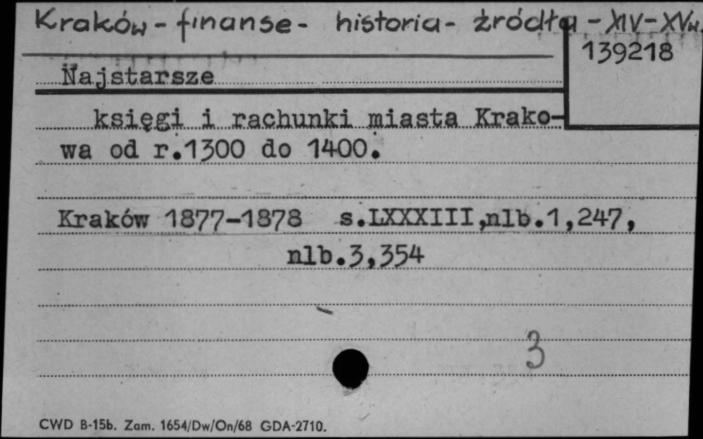 Kraków - finanse - historia - źródła - XIV-XVw.
139218
Najstarsze
księgi i rachunki miasta Krako-
wa od r.1300 do 1400.
Kraków 1877-1878 s.LXXXIII,nlb.1,247,
nlb.3,354
3
CWD B-15b. Zam. 1654/Dw/On/68 GDA-2710.